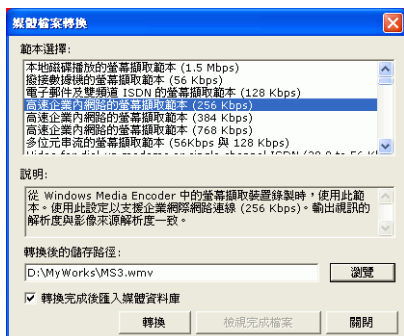 媒體檔案轉換
範本選擇:
本地磁碟播放的螢幕擷取範本 (1.5 Mbps)
撥接數據機的螢幕擷取範本 (56 Kbps)
電子郵件及雙頻道 ISDN 的螢幕擷取範本 (128 Kbps)
高速企業內網路的螢幕擷取範本 (256 Kbps)
高速企業內網路的螢幕擷取範本 (384 Kbps)
高速企業內網路的螢幕擷取範本 (768 Kbps)
多位元串流的螢幕擷取範本 (56Kbps 與 128 Kbps)
說明:
從 Windows Media Encoder 中的螢幕擷取裝置錄製時，使用此範
本。使用此設定以支援企業網際網路連線 (256 Kbps)。輸出視訊的
解析度與影像來源解析度一致。
轉換後的儲存路徑:
D:\MyWorks\MS3.wmv
瀏覽
轉換完成後匯入媒體資料庫
轉換
檢視完成檔案
關閉